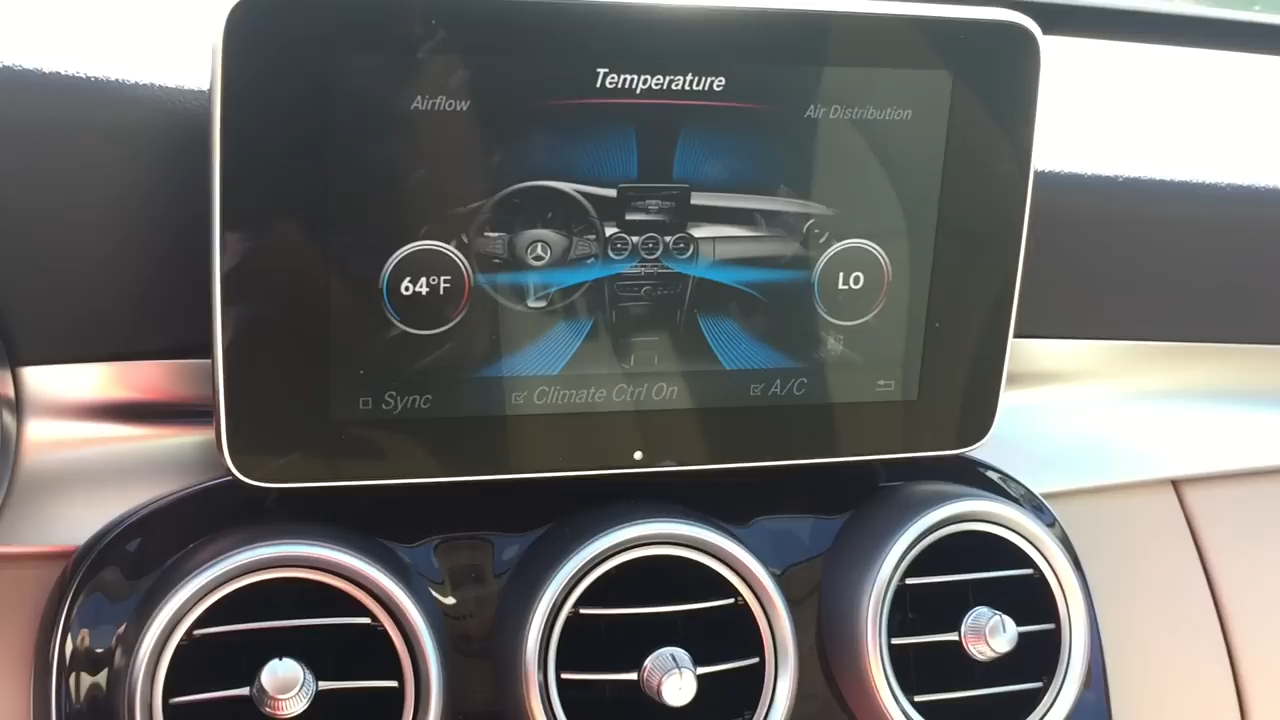 Temperature
Airflow
Air Distribution
64°F
LO
Sync
Climate Ctrl On
A/C